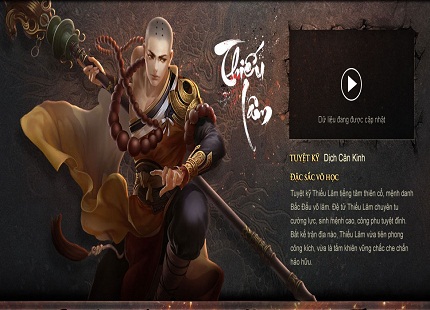 Thiếu
Lâm
Dữ liệu đang được cập nhật
TUYỆT KỸ Dịch Cân Kinh
ĐẶC SẮC VÕ HỌC
Tuyệt kỹ Thiếu Lâm tiếng tăm thiên cổ, mệnh danh
Bắc Đẩu võ lâm. Đệ tử Thiếu Lâm chuyên tu
cường lực, sinh mệnh cao, công phu tuyệt đỉnh.
Bất kể trận địa nào, Thiếu Lâm vừa tiên phong
công kích, vừa là tấm khiên vững chắc che chắn
hảo hữu.